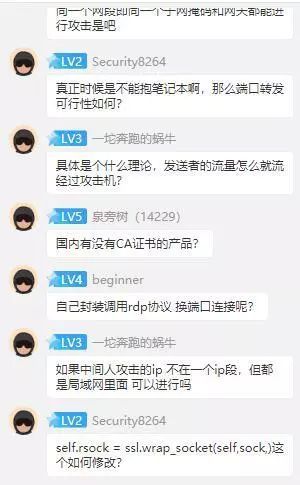 同一个网段即同一个子网掩码和网关都能进
行攻击是吧
LV2 Security8264
真正时候是不能抱笔记本啊，那么端口转发
可行性如何？
LV3 一坨奔跑的蜗牛
具体是个什么理论，发送者的流量怎么就流
经过攻击机？
LV5 泉旁树（14229）
国内有没有CA证书的产品？
LV4 beginner
自己封装调用rdp协议 换端口连接呢？
LV3 一坨奔跑的蜗牛
如果中间人攻击的ip 不在一个ip段，但都
是局域网里面 可以进行吗
LV2 Security8264
self.rsock = ssl.wrap_socket(self,sock,)这
个如何修改？